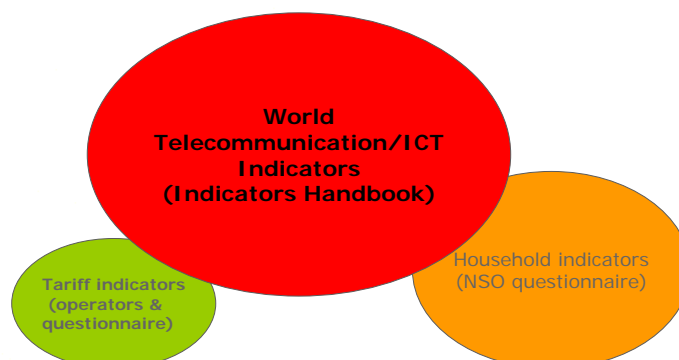 World
Telecommunication/ICT
Indicators
(Indicators Handbook)
Household indicators
(NSO questionnaire)
Tariff indicators
(operators &
questionnaire)